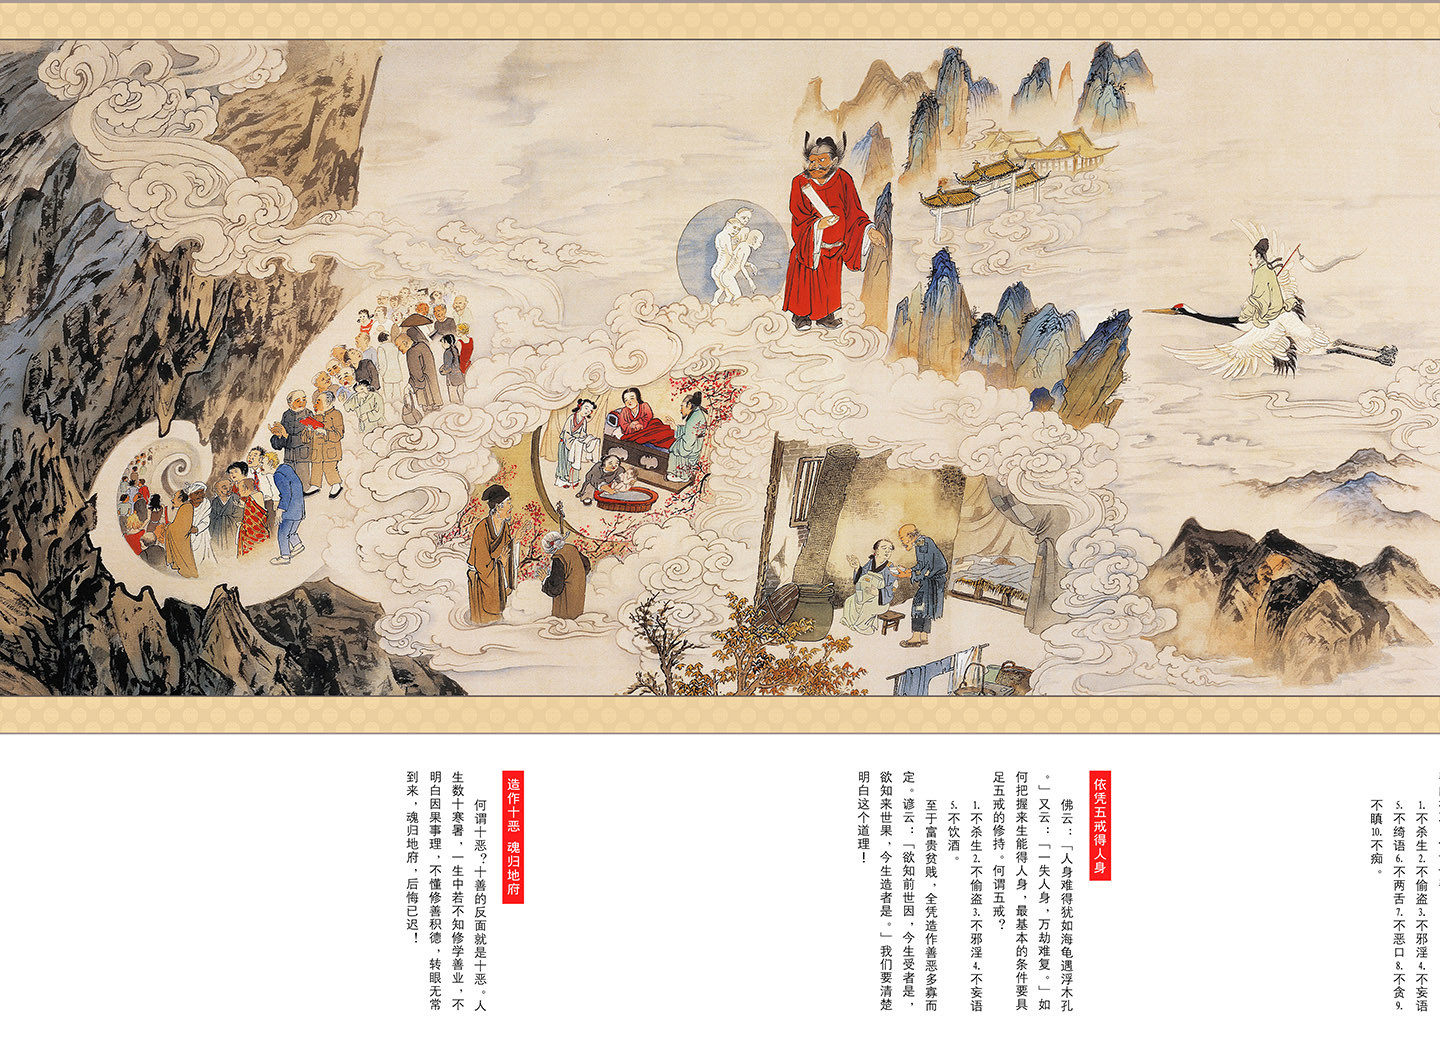 1.不杀生2.不偷盗3.不邪淫4.不妄语
5.不绮语6.不两舌7.不恶口8.不贪9.
不瞋10.不痴。
依凭五戒得人身
佛云：「人身难得犹如海龟遇浮木孔
。」又云：「一失人身，万劫难复。」如
何把握来生能得人身，最基本的条件要具
足五戒的修持。何谓五戒？
1.不杀生2.不偷盗3.不邪淫4.不妄语
5.不饮酒。
至于富贵贫贱，全凭造作善恶多寡而
定。谚云：「欲知前世因，今生受者是，
欲知来世果，今生造者是。」我们要清楚
明白这个道理！
造作十恶 魂归地府
何谓十恶？十善的反面就是十恶。人
生数十寒暑，一生中若不知修学善业，不
明白因果事理，不懂修善积德，转眼无常
到来，魂归地府，后悔已迟！